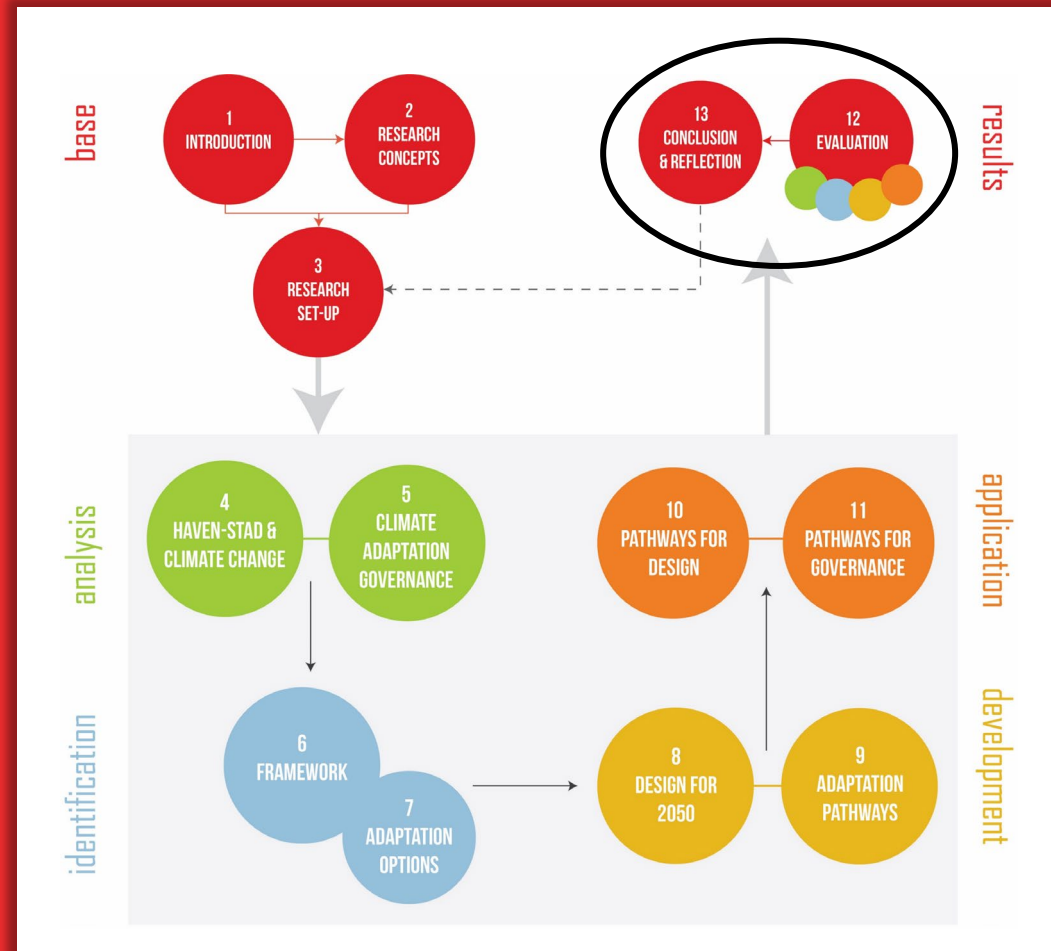 base
1
INTRODUCTION
2
RESEARCH
CONCEPTS
3
RESEARCH
SET-UP
13
CONCLUSION
& REFLECTION
12
EVALUATION
results
analysis
4
HAVEN-STAD &
CLIMATE CHANGE
5
CLIMATE
ADAPTATION
GOVERNANCE
10
PATHWAYS FOR
DESIGN
11
PATHWAYS FOR
GOVERNANCE
application
identification
6
FRAMEWORK
7
ADAPTATION
OPTIONS
8
DESIGN FOR
2050
9
ADAPTATION
PATHWAYS
development